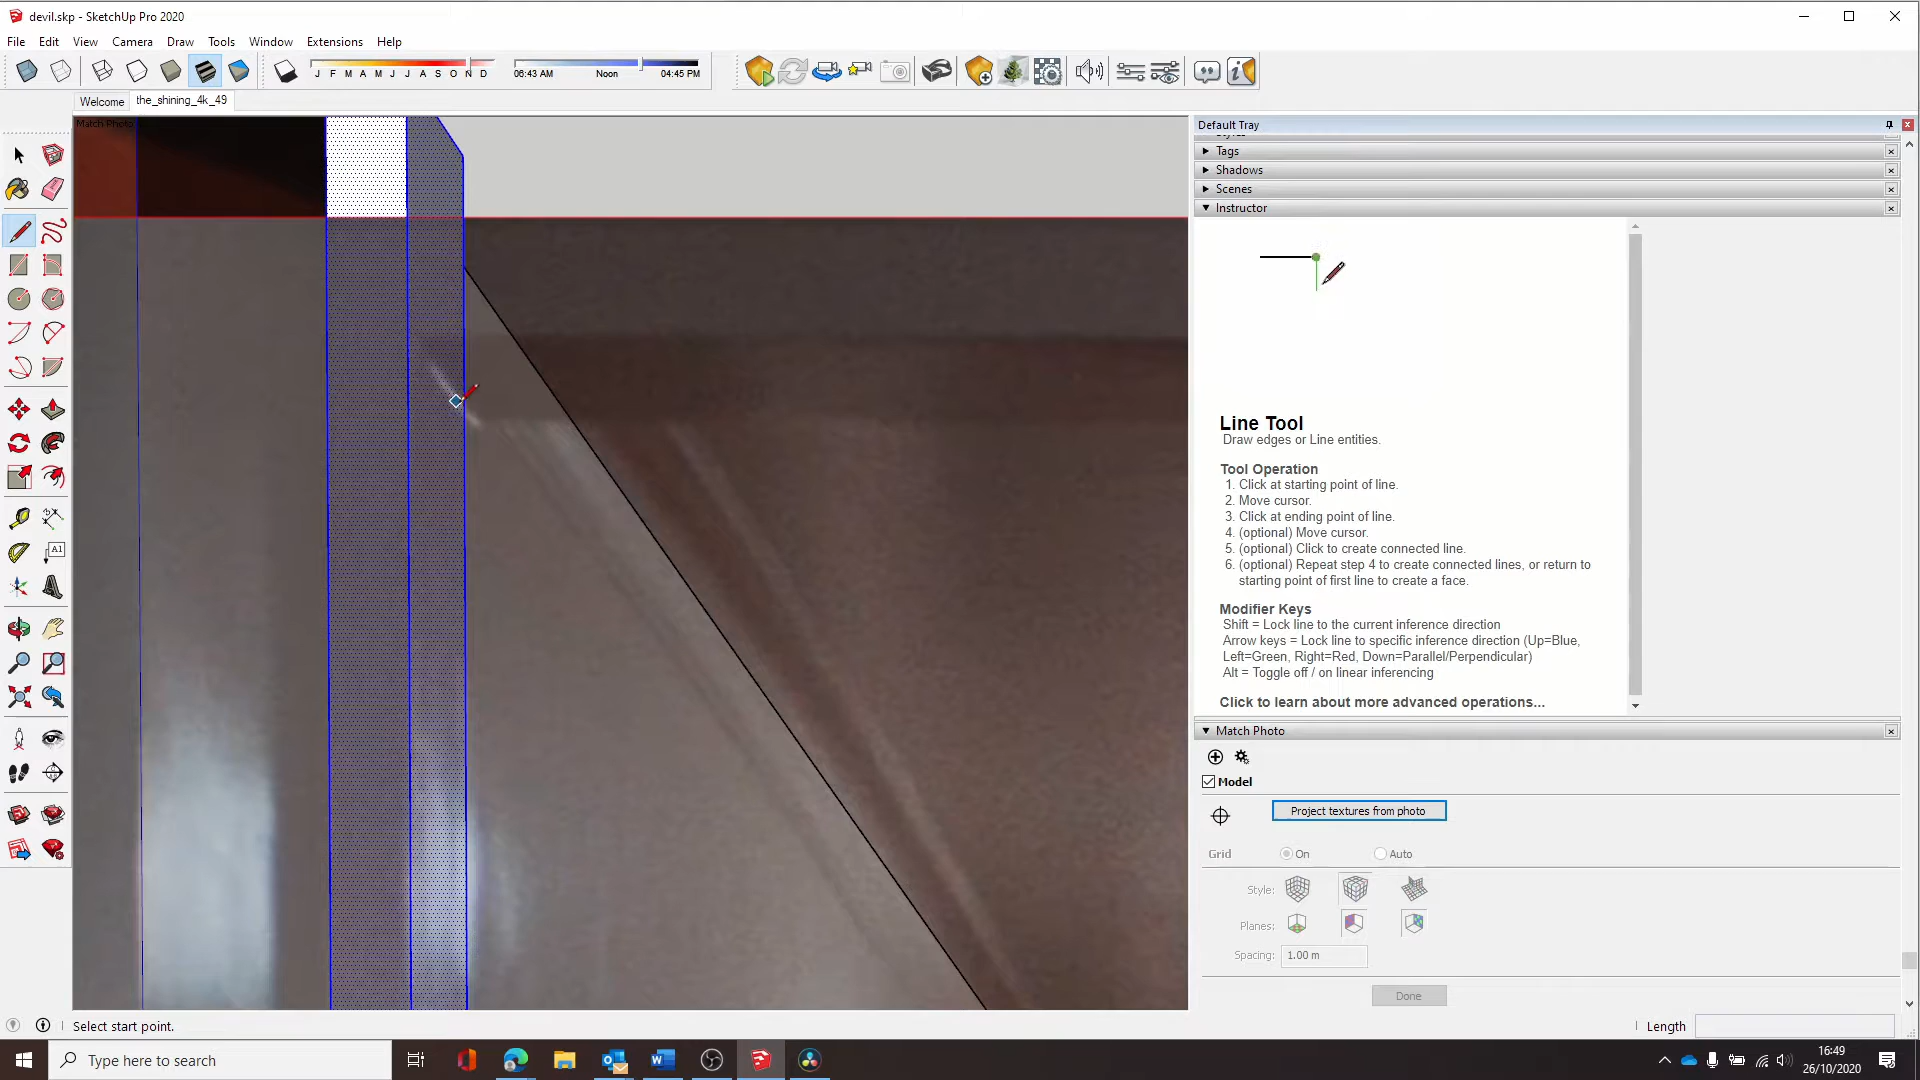 devil.skp - SketchUp Pro 2020
File Edit View Camera Draw Tools Window Extensions Help
J F M A M J J A S O N D
06:43 AM Noon 04:45 PM
Welcome the_shining_4k_49
Match Photo
Default Tray
Tags
Shadows
Scenes
Instructor
Line Tool
Draw edges or Line entities.
Tool Operation
1. Click at starting point of line.
2. Move cursor.
3. Click at ending point of line.
4. (optional) Move cursor.
5. (optional) Click to create connected line.
6. (optional) Repeat step 4 to create connected lines, or return to
starting point of first line to create a face.
Modifier Keys
Shift = Lock line to the current inference direction
Arrow keys = Lock line to specific inference direction (Up=Blue,
Left=Green, Right=Red, Down=Parallel/Perpendicular)
Alt = Toggle off / on linear inferencing
Click to learn about more advanced operations...
Match Photo
Model
Project textures from photo
Grid On Auto
Style:
Planes:
Spacing: 1.00 m
Done
Select start point.
Length
Type here to search
16:49
26/10/2020